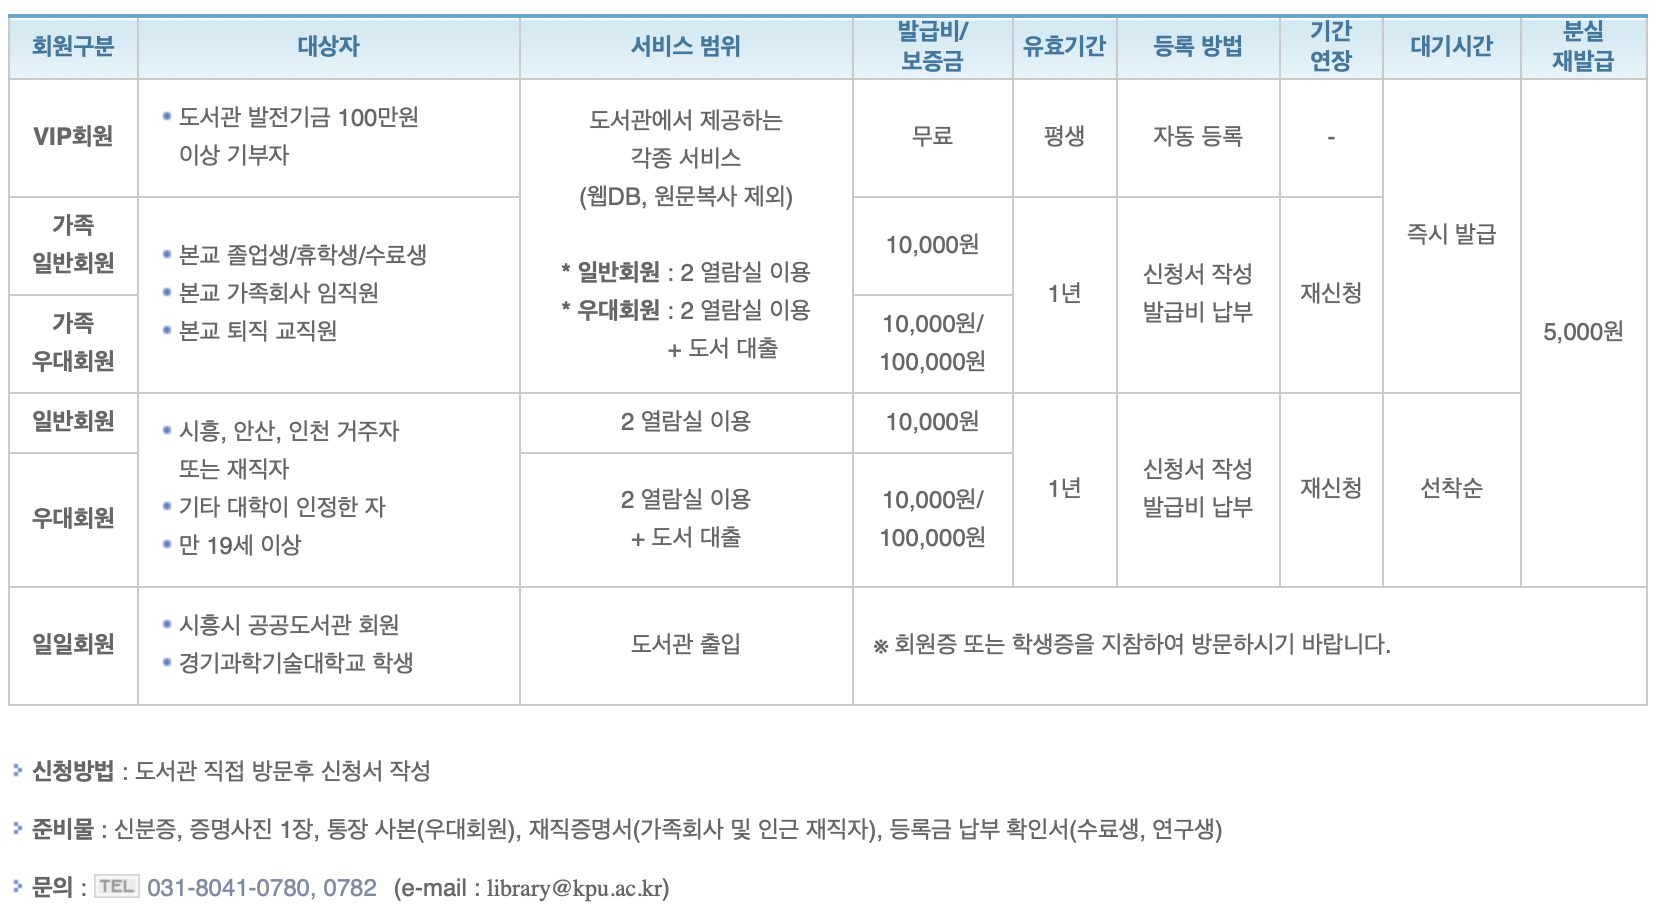 회원구분
대상자
서비스 범위
발급비/
보증금
유효기간
등록 방법
기간
연장
대기시간
분실
재발급
VIP회원
도서관 발전기금 100만원
이상 기부자
도서관에서 제공하는
각종 서비스
(웹DB, 원문복사 제외)
* 일반회원 : 2 열람실 이용
* 우대회원 : 2 열람실 이용
+ 도서 대출
무료
평생
자동 등록
-
즉시 발급
5,000원
가족
일반회원
본교 졸업생/휴학생/수료생
본교 가족회사 임직원
본교 퇴직 교직원
10,000원
1년
신청서 작성
발급비 납부
재신청
가족
우대회원
10,000원/
100,000원
일반회원
시흥, 안산, 인천 거주자
또는 재직자
기타 대학이 인정한 자
만 19세 이상
2 열람실 이용
10,000원
1년
신청서 작성
발급비 납부
재신청
선착순
우대회원
2 열람실 이용
+ 도서 대출
10,000원/
100,000원
일일회원
시흥시 공공도서관 회원
경기과학기술대학교 학생
도서관 출입
※ 회원증 또는 학생증을 지참하여 방문하시기 바랍니다.
신청방법 : 도서관 직접 방문후 신청서 작성
준비물 : 신분증, 증명사진 1장, 통장 사본(우대회원), 재직증명서(가족회사 및 인근 재직자), 등록금 납부 확인서(수료생, 연구생)
문의 : TEL 031-8041-0780, 0782 (e-mail : library@kpu.ac.kr)